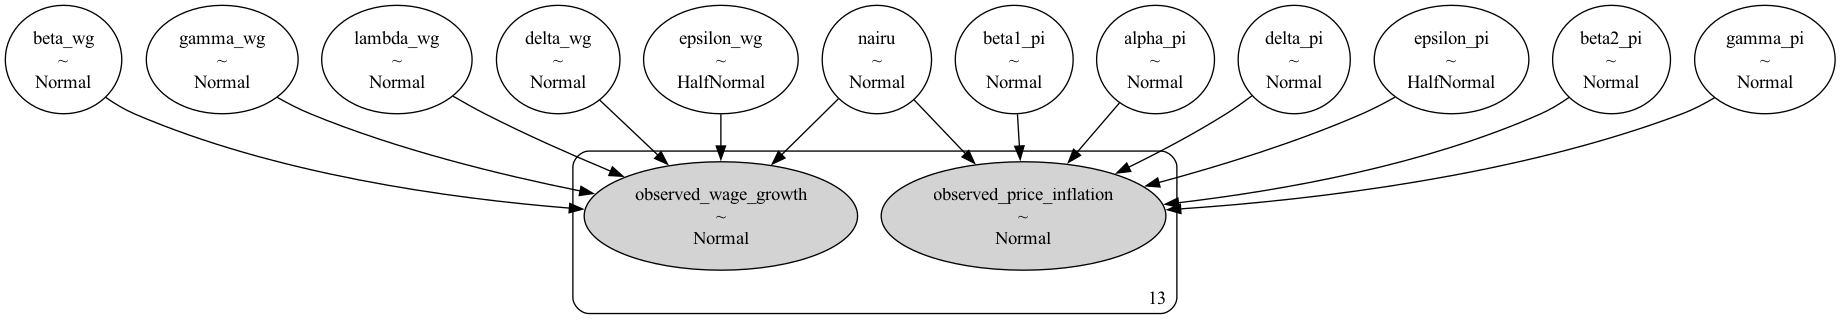 beta_wg
~
Normal
gamma_wg
~
Normal
lambda_wg
~
Normal
delta_wg
~
Normal
epsilon_wg
~
HalfNormal
nairu
~
Normal
beta1_pi
~
Normal
alpha_pi
~
Normal
delta_pi
~
Normal
epsilon_pi
~
HalfNormal
beta2_pi
~
Normal
gamma_pi
~
Normal
observed_wage_growth
~
Normal
observed_price_inflation
~
Normal
13